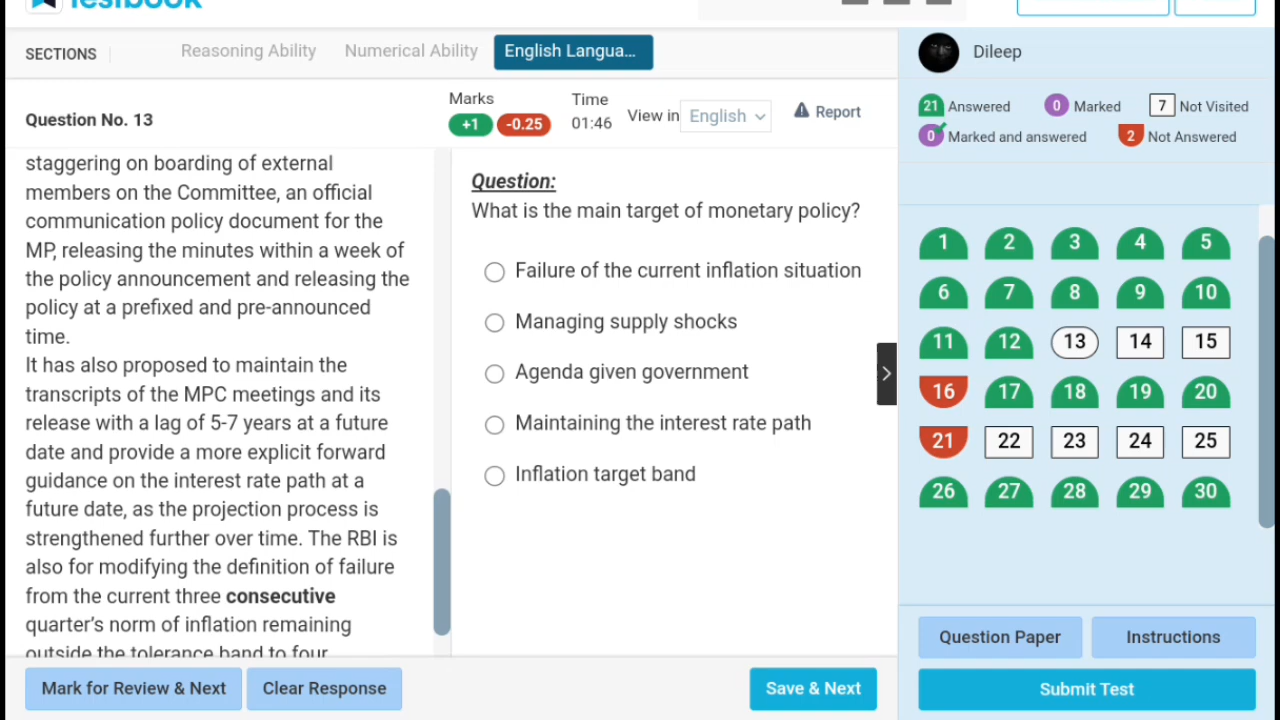 Testbook
SECTIONS
Reasoning Ability
Numerical Ability
English Langua...
Dileep
Question No. 13
Marks
+1
-0.25
Time
01:46
View in
English
Report
21 Answered
0 Marked
7 Not Visited
0 Marked and answered
2 Not Answered
staggering on boarding of external
members on the Committee, an official
communication policy document for the
MP, releasing the minutes within a week of
the policy announcement and releasing the
policy at a prefixed and pre-announced
time.
It has also proposed to maintain the
transcripts of the MPC meetings and its
release with a lag of 5-7 years at a future
date and provide a more explicit forward
guidance on the interest rate path at a
future date, as the projection process is
strengthened further over time. The RBI is
also for modifying the definition of failure
from the current three consecutive
quarter's norm of inflation remaining
outside the tolerance band to four
Question:
What is the main target of monetary policy?
Failure of the current inflation situation
Managing supply shocks
Agenda given government
Maintaining the interest rate path
Inflation target band
1 2 3 4 5
6 7 8 9 10
11 12 13 14 15
16 17 18 19 20
21 22 23 24 25
26 27 28 29 30
Question Paper
Instructions
Mark for Review & Next
Clear Response
Save & Next
Submit Test